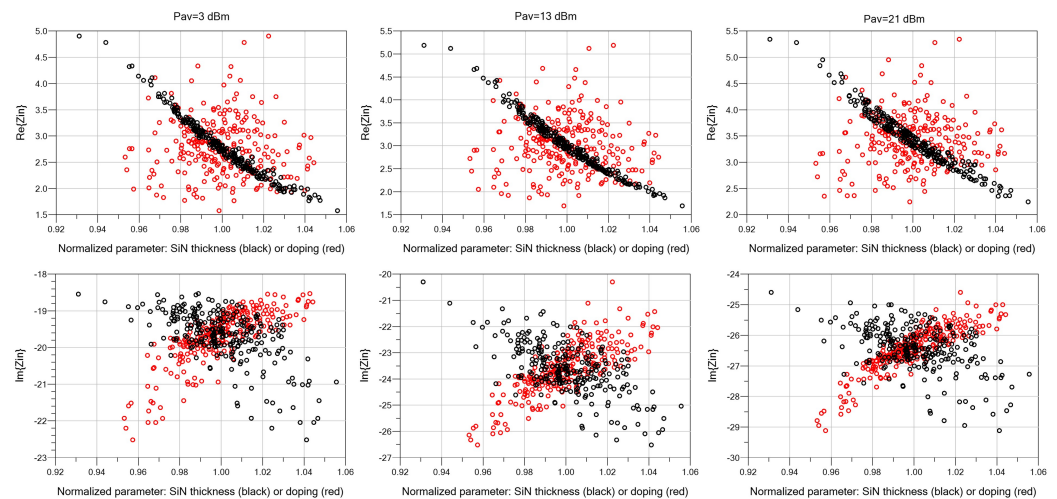 Pav=3 dBm
Pav=13 dBm
Pav=21 dBm
Re{Zin}
5.0
4.5
4.0
3.5
3.0
2.5
2.0
1.5
0.92 0.94 0.96 0.98 1.00 1.02 1.04 1.06
Normalized parameter: SiN thickness (black) or doping (red)
Re{Zin}
5.5
5.0
4.5
4.0
3.5
3.0
2.5
2.0
1.5
0.92 0.94 0.96 0.98 1.00 1.02 1.04 1.06
Normalized parameter: SiN thickness (black) or doping (red)
Re{Zin}
5.5
5.0
4.5
4.0
3.5
3.0
2.5
2.0
0.92 0.94 0.96 0.98 1.00 1.02 1.04 1.06
Normalized parameter: SiN thickness (black) or doping (red)
Im{Zin}
-18
-19
-20
-21
-22
-23
0.92 0.94 0.96 0.98 1.00 1.02 1.04 1.06
Normalized parameter: SiN thickness (black) or doping (red)
Im{Zin}
-20
-21
-22
-23
-24
-25
-26
-27
0.92 0.94 0.96 0.98 1.00 1.02 1.04 1.06
Normalized parameter: SiN thickness (black) or doping (red)
Im{Zin}
-24
-25
-26
-27
-28
-29
-30
0.92 0.94 0.96 0.98 1.00 1.02 1.04 1.06
Normalized parameter: SiN thickness (black) or doping (red)